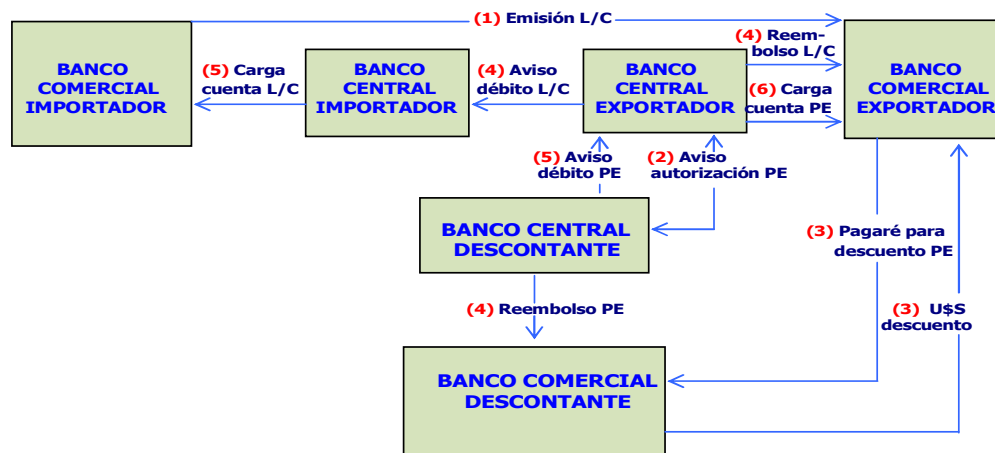 (1) Emisión L/C
BANCO
COMERCIAL
IMPORTADOR
(5) Carga
cuenta L/C
BANCO
CENTRAL
IMPORTADOR
(4) Aviso
débito L/C
BANCO
CENTRAL
EXPORTADOR
(4) Reem-
bolso L/C
(6) Carga
cuenta PE
BANCO
COMERCIAL
EXPORTADOR
(5) Aviso
débito PE
(2) Aviso
autorización PE
BANCO CENTRAL
DESCONTANTE
(3) Pagaré para
descuento PE
(4) Reembolso PE
(3) U$S
descuento
BANCO COMERCIAL
DESCONTANTE